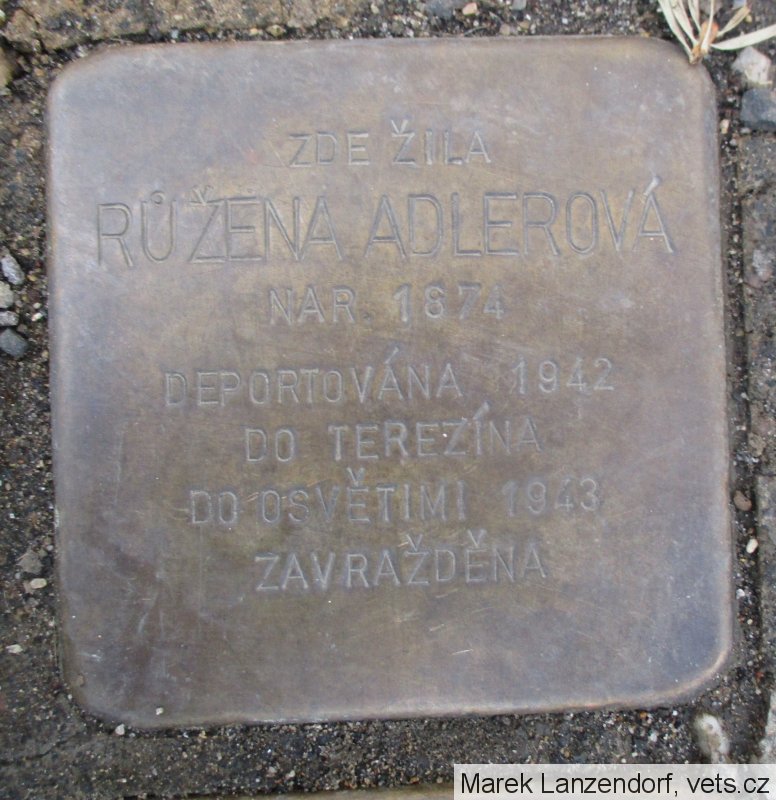 ZDE ŽILA
RŮŽENA ADLEROVÁ
NAR. 1874
DEPORTOVÁNA 1942
DO TEREZÍNA
DO OSVĚTIMI 1943
ZAVRAŽDĚNA
Marek Lanzendorf, vets.cz